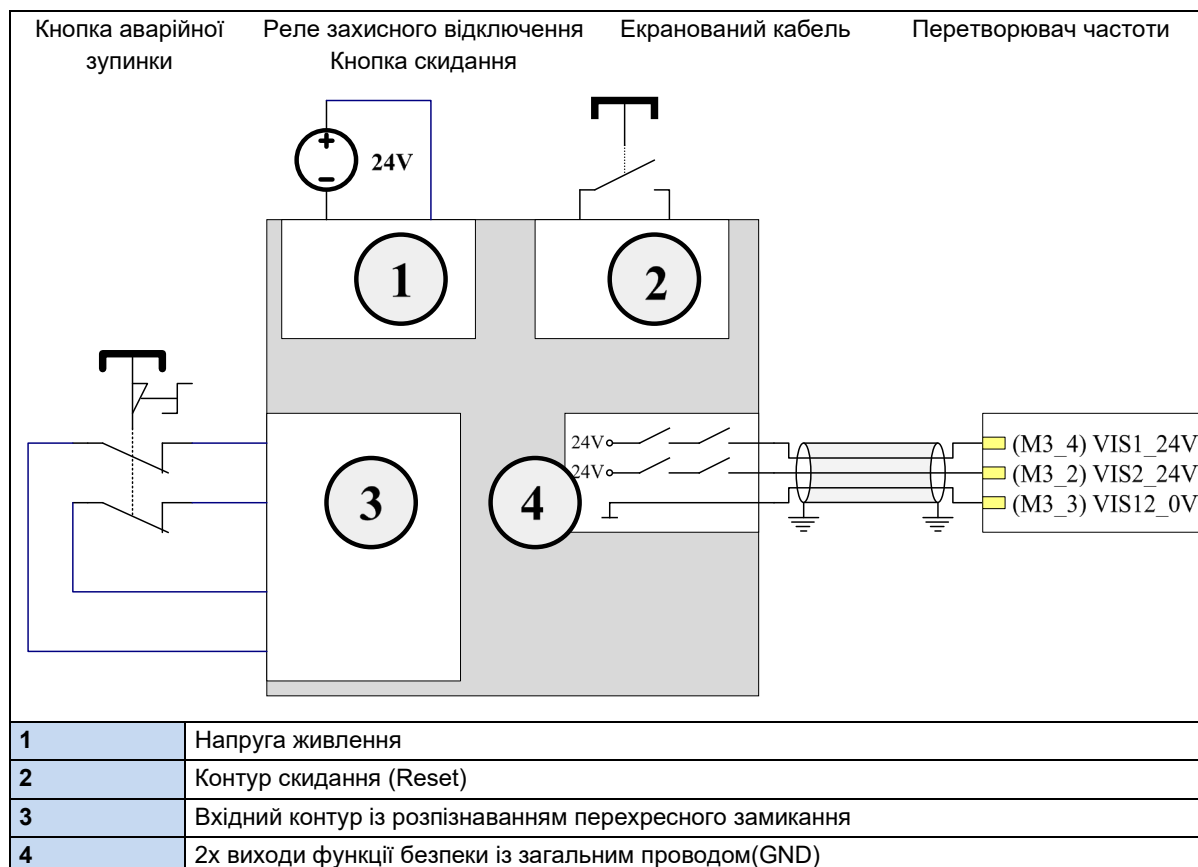 Кнопка аварійної зупинки
Реле захисного відключення
Кнопка скидання
Екранований кабель
Перетворювач частоти
24V
1
2
3
4
24V
24V
(M3_4) VIS1_24V
(M3_2) VIS2_24V
(M3_3) VIS12_0V
1 Напруга живлення
2 Контур скидання (Reset)
3 Вхідний контур із розпізнаванням перехресного замикання
4 2x виходи функції безпеки із загальним проводом(GND)